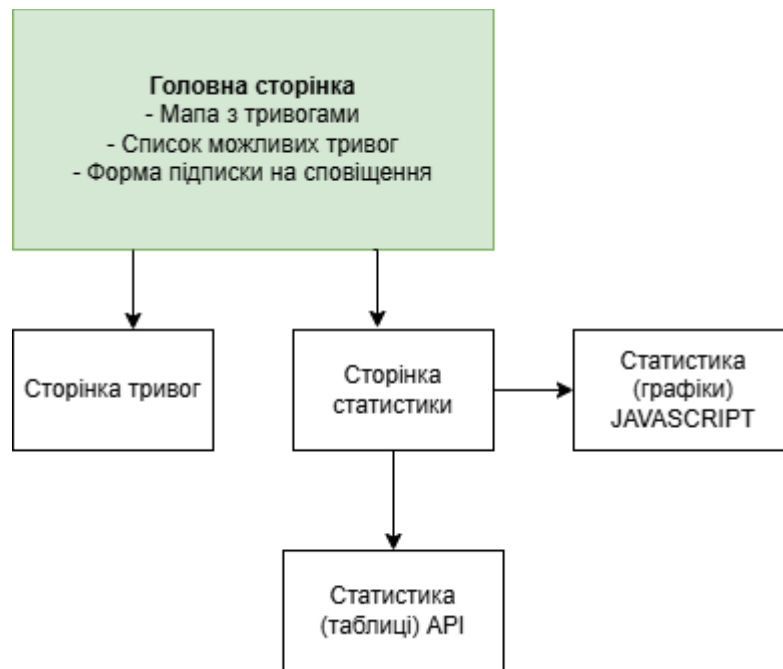 Головна сторінка
- Мапа з тривогами
- Список можливих тривог
- Форма підписки на сповіщення
Сторінка тривог
Сторінка
статистики
Статистика
(графіки)
JAVASCRIPT
Статистика
(таблиці) API